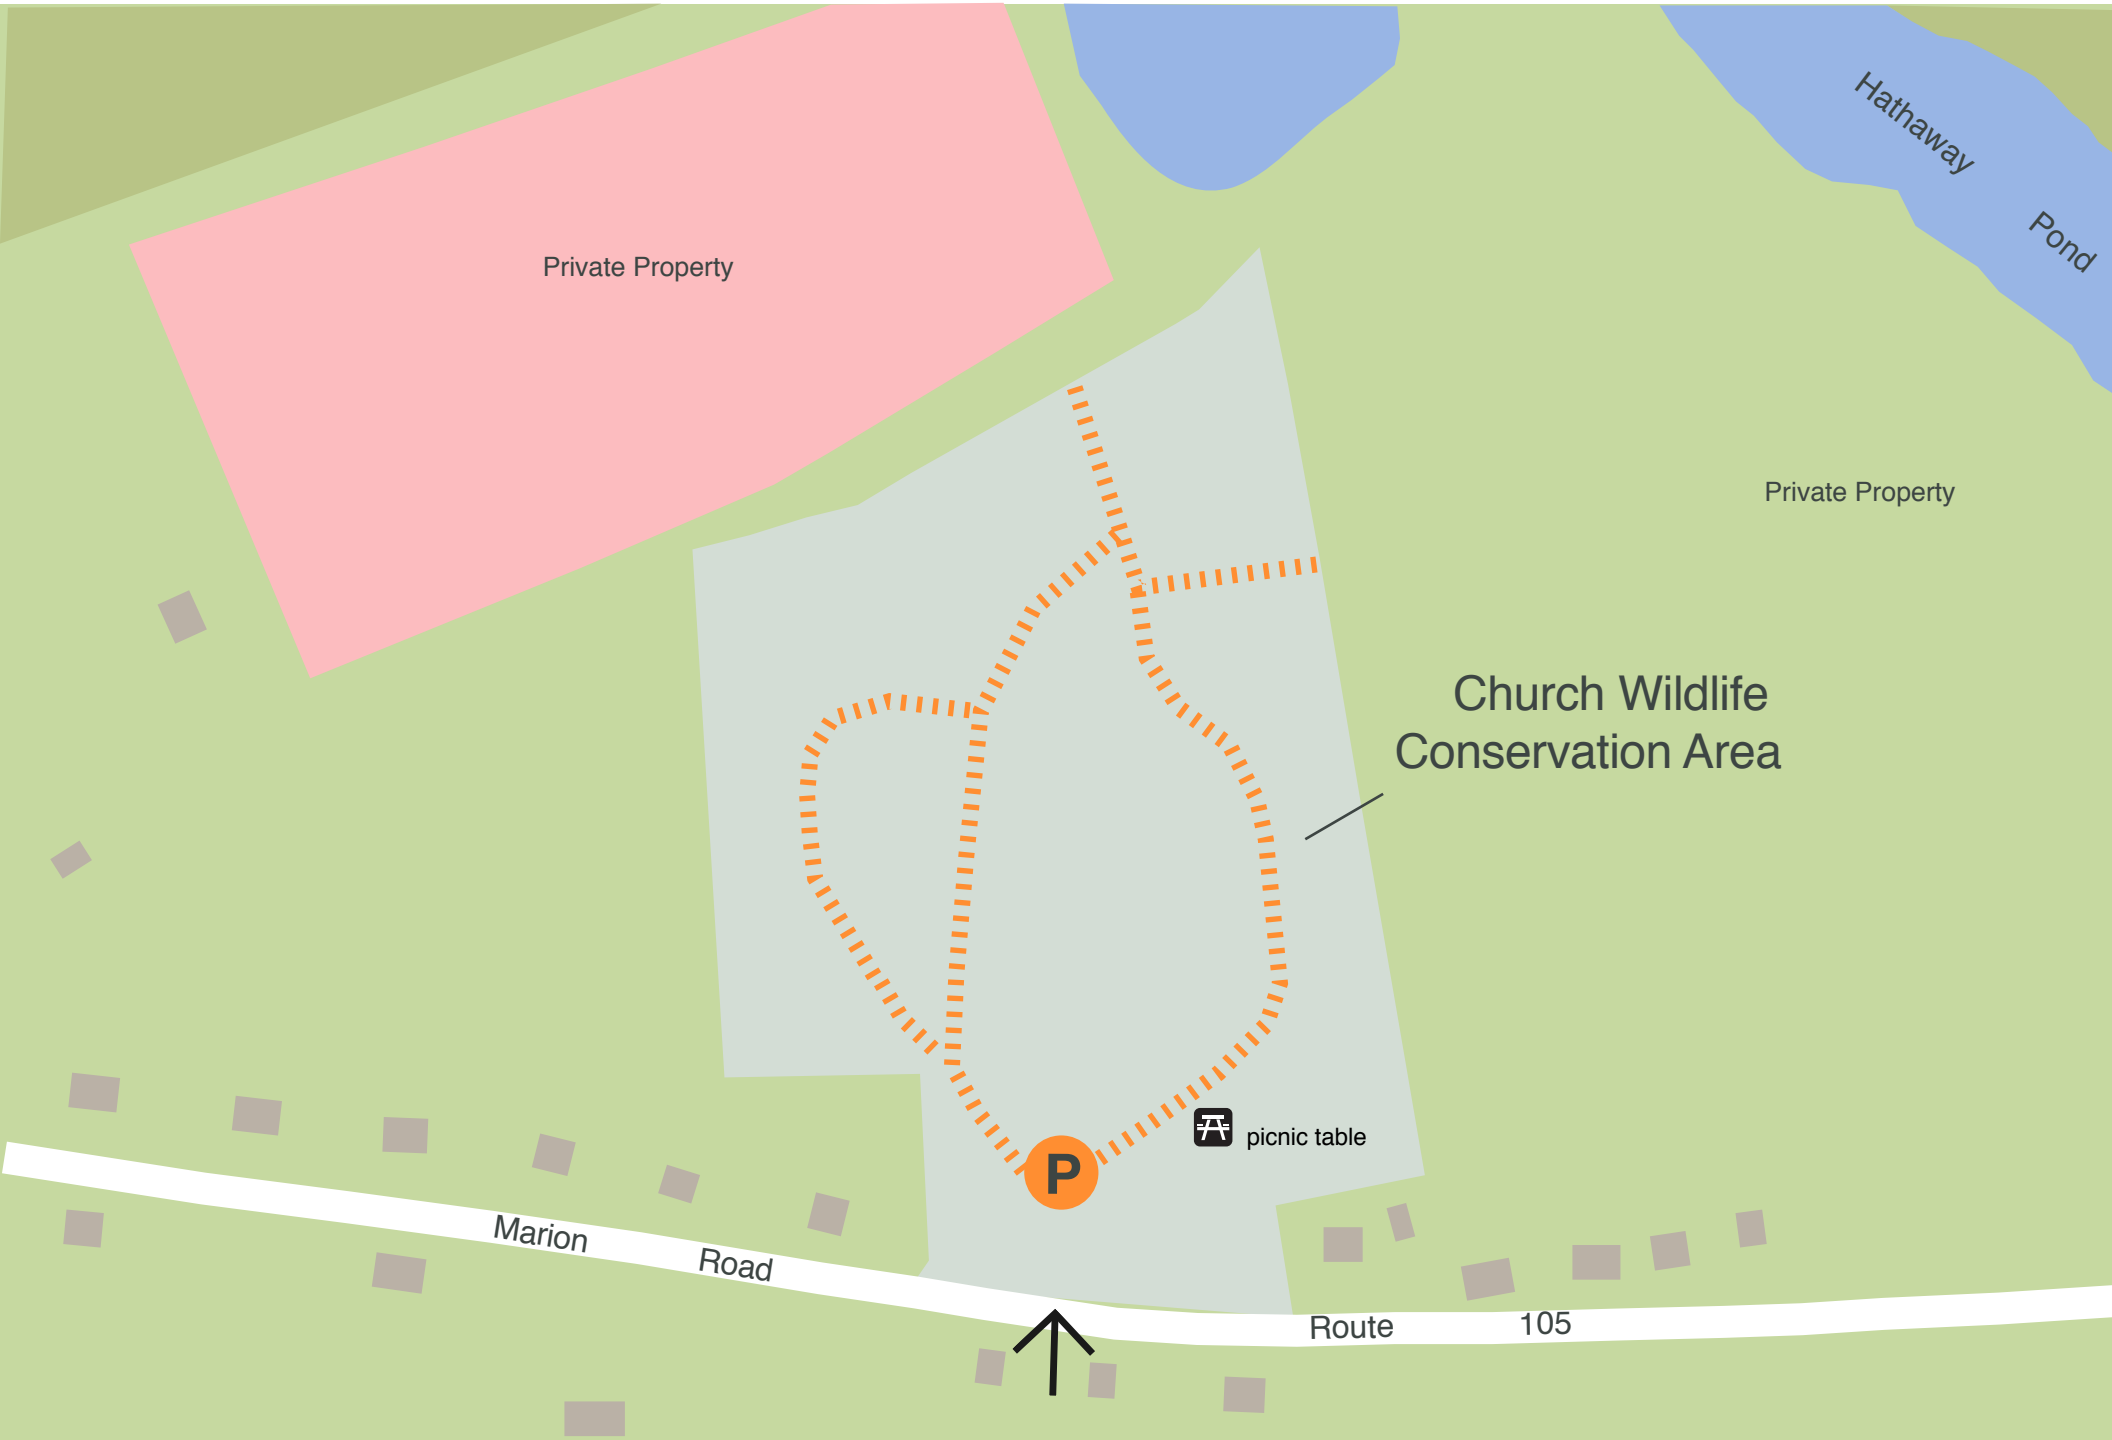 Hathaway
Pond
Private Property
Private Property
Church Wildlife
Conservation Area
picnic table
P
Marion Road
Route 105